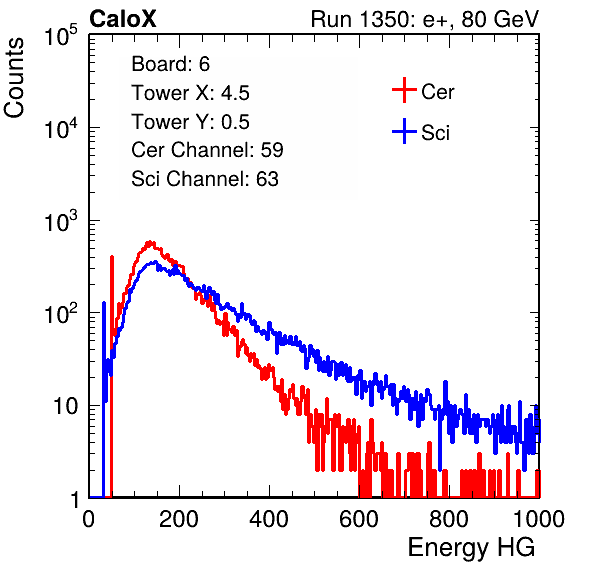 CaloX Run 1350: e+, 80 GeV
Counts
Board: 6
Tower X: 4.5
Tower Y: 0.5
Cer Channel: 59
Sci Channel: 63
Cer
Sci
10^5
10^4
10^3
10^2
10
1
0 200 400 600 800 1000
Energy HG